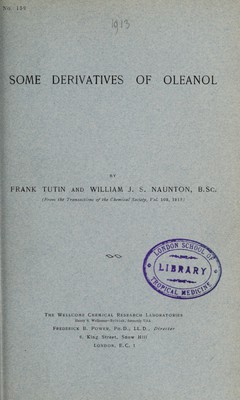 No. 159
1913
SOME DERIVATIVES OF OLEANOL
BY
FRANK TUTIN AND WILLIAM J. S. NAUNTON, B.Sc.
(From the Transactions of the Chemical Society, Vol. 103, 1913)
LONDON SCHOOL OF
LIBRARY
TROPICAL MEDICINE
THE WELLCOME CHEMICAL RESEARCH LABORATORIES
FREDERICK B. POWER, PH.D., LL.D., Director
6, King Street, Snow Hill
LONDON, E.C. 1